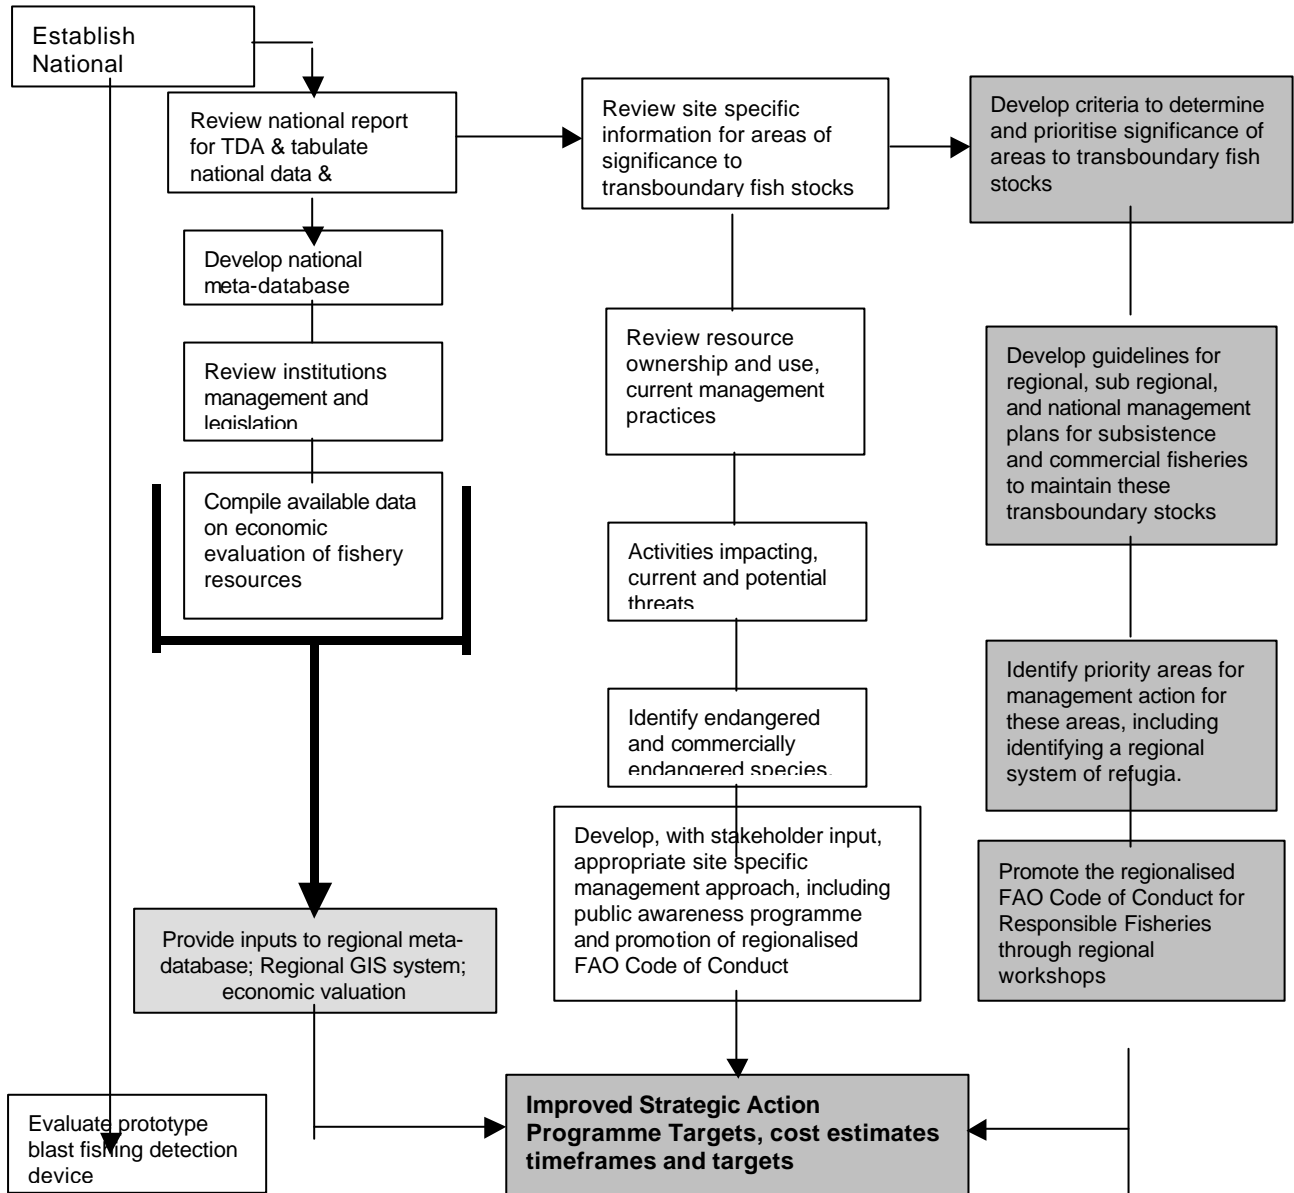 Establish
National
Review national report
for TDA & tabulate
national data &
Develop national
meta-database
Review institutions
management and
legislation
Compile available data
on economic
evaluation of fishery
resources
Provide inputs to regional meta-
database; Regional GIS system;
economic valuation
Evaluate prototype
blast fishing detection
device
Review site specific
information for areas of
significance to
transboundary fish stocks
Review resource
ownership and use,
current management
practices
Activities impacting,
current and potential
threats
Identify endangered
and commercially
endangered species.
Develop, with stakeholder input,
appropriate site specific
management approach, including
public awareness programme
and promotion of regionalised
FAO Code of Conduct
Improved Strategic Action
Programme Targets, cost estimates
timeframes and targets
Develop criteria to determine
and prioritise significance of
areas to transboundary fish
stocks
Develop guidelines for
regional, sub regional,
and national management
plans for subsistence
and commercial fisheries
to maintain these
transboundary stocks
Identify priority areas for
management action for
these areas, including
identifying a regional
system of refugia.
Promote the regionalised
FAO Code of Conduct for
Responsible Fisheries
through regional
workshops